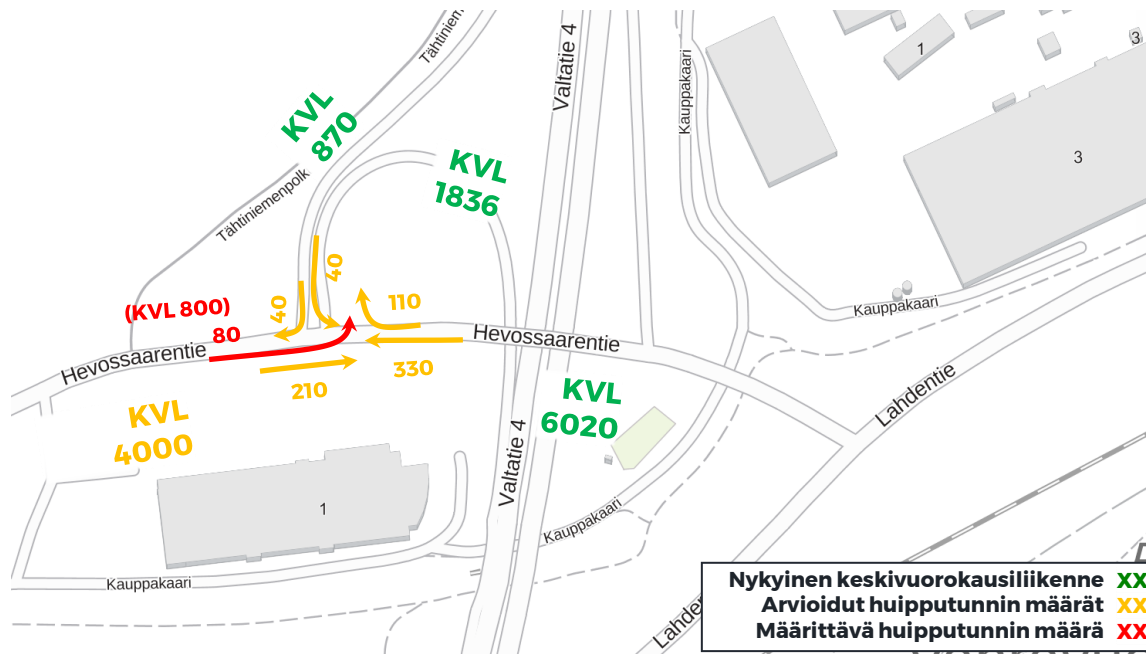 Tähtiniem
Valtatie 4
Kauppakaari
1
3
3
KVL
870
KVL
1836
Tähtiniemenpolk
40
40
110
(KVL 800)
80
Hevossaarentie
Hevossaarentie
210
330
Kauppakaari
Lahdentie
KVL
4000
KVL
6020
Valtatie 4
1
Kauppakaari
Kauppakaari
Nykyinen keskivuorokausiliikenne XX
Arvioidut huipputunnin määrät XX
Määrittävä huipputunnin määrä XX